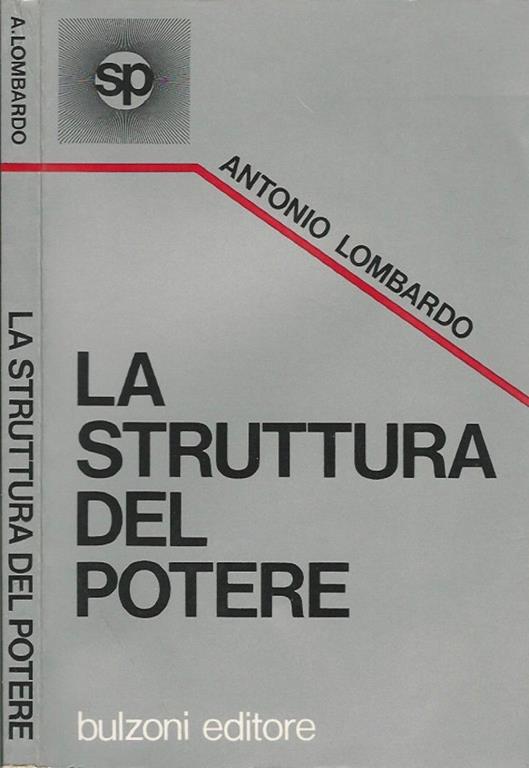 A. LOMBARDO
LA STRUTTURA DEL POTERE
sp
ANTONIO LOMBARDO
LA
STRUTTURA
DEL
POTERE
bulzoni editore